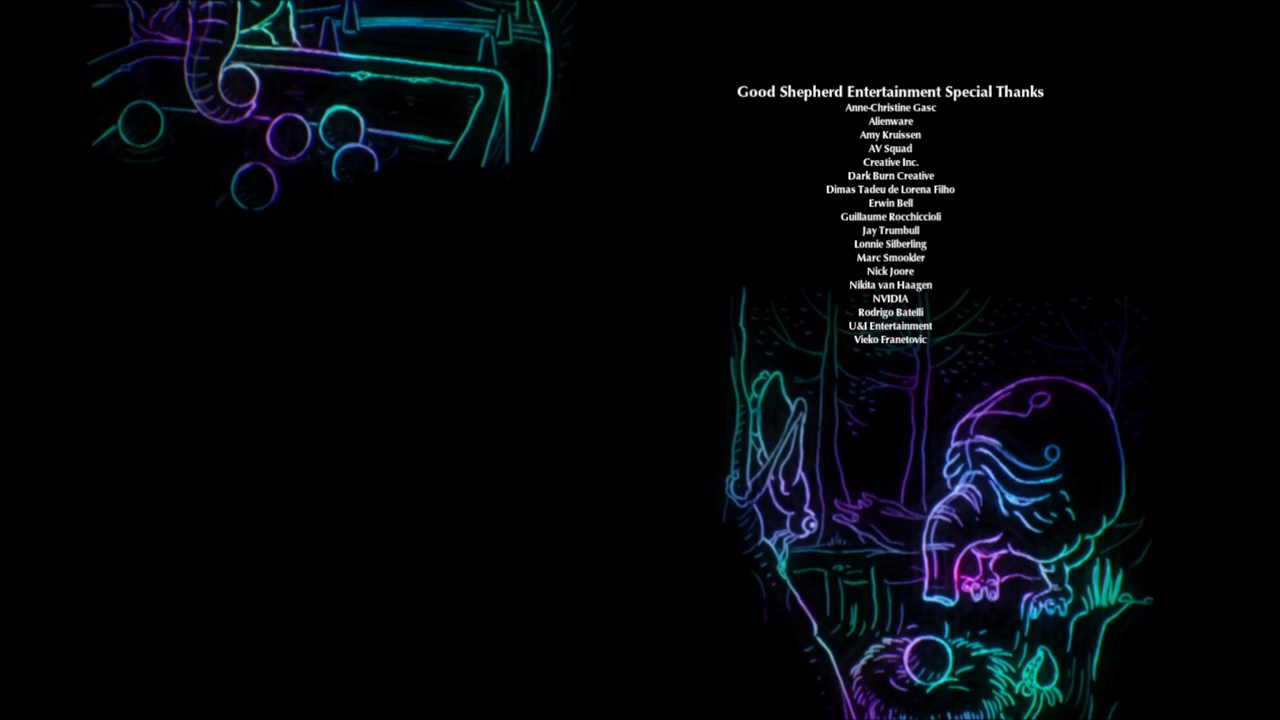 Good Shepherd Entertainment Special Thanks
Anne-Christine Gasc
Alienware
Amy Kruissen
AV Squad
Creative Inc.
Dark Burn Creative
Dimas Tadeu de Lorena Filho
Erwin Bell
Guillaume Rocchiccioli
Jay Trumbull
Lonnie Silberling
Marc Smookler
Nick Joore
Nikita van Haagen
NVIDIA
Rodrigo Batelli
U&I Entertainment
Vieko Franetovic